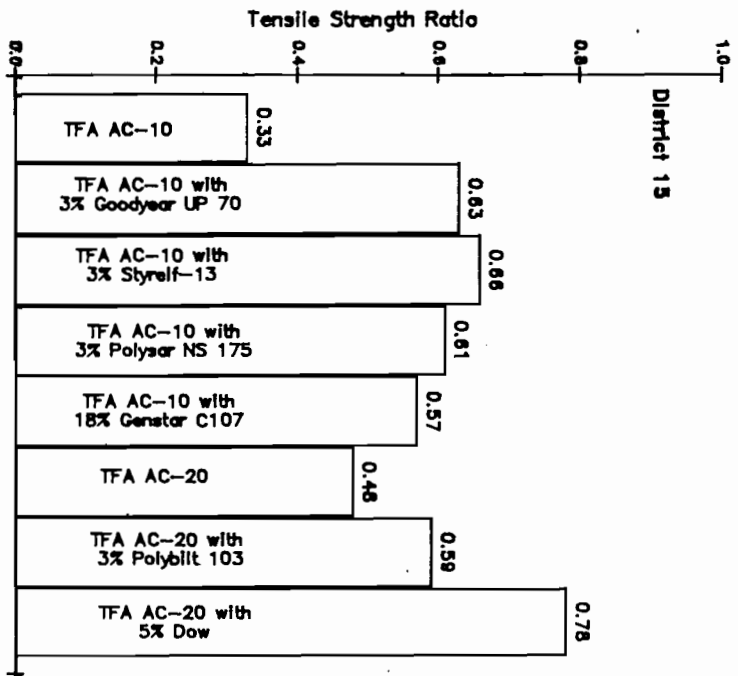 Tensile Strength Ratio
0.0
0.2
0.4
0.6
0.8
1.0
District 15
TFA AC-10
0.33
TFA AC-10 with
3% Goodyear UP 70
0.63
TFA AC-10 with
3% Styrelf-13
0.66
TFA AC-10 with
3% Polysar NS 175
0.61
TFA AC-10 with
18% Genstar C107
0.57
TFA AC-20
0.48
TFA AC-20 with
3% Polybilt 103
0.59
TFA AC-20 with
5% Dow
0.78